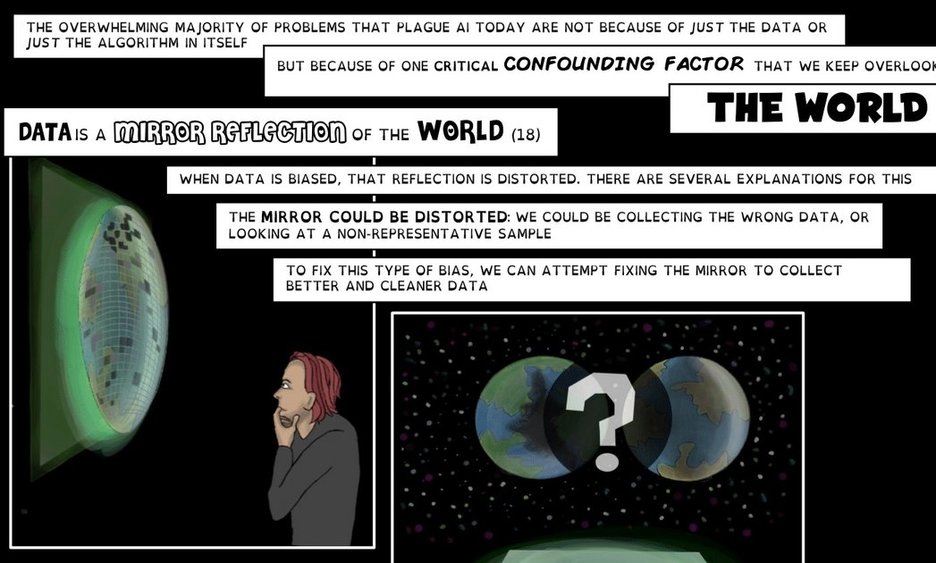 THE OVERWHELMING MAJORITY OF PROBLEMS THAT PLAGUE AI TODAY ARE NOT BECAUSE OF JUST THE DATA OR
JUST THE ALGORITHM IN ITSELF
BUT BECAUSE OF ONE CRITICAL CONFOUNDING FACTOR THAT WE KEEP OVERLOOK
THE WORLD
DATA IS A MIRROR REFLECTION OF THE WORLD (18)
WHEN DATA IS BIASED, THAT REFLECTION IS DISTORTED. THERE ARE SEVERAL EXPLANATIONS FOR THIS
THE MIRROR COULD BE DISTORTED: WE COULD BE COLLECTING THE WRONG DATA, OR
LOOKING AT A NON-REPRESENTATIVE SAMPLE
TO FIX THIS TYPE OF BIAS, WE CAN ATTEMPT FIXING THE MIRROR TO COLLECT
BETTER AND CLEANER DATA
?